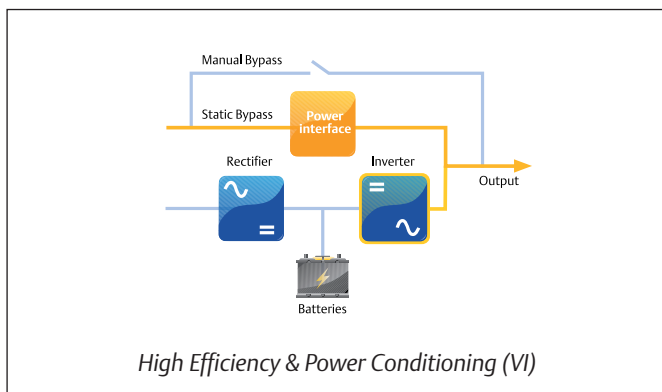 Manual Bypass
Static Bypass
Power
interface
Rectifier
Inverter
Output
Batteries
High Efficiency & Power Conditioning (VI)